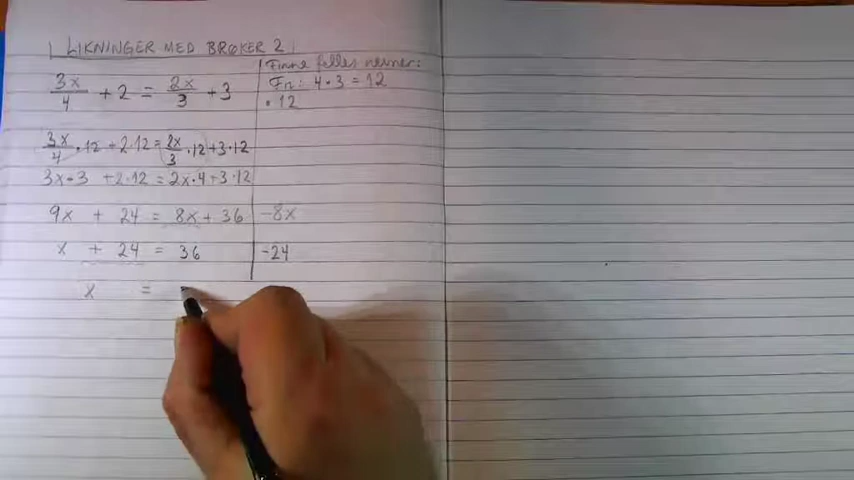 LIKNINGER MED BRØKER 2
3x/4 + 2 = 2x/3 + 3
Finne felles nevner:
Fn: 4 · 3 = 12
· 12
3x/4 · 12 + 2 · 12 = 2x/3 · 12 + 3 · 12
3x · 3 + 2 · 12 = 2x · 4 + 3 · 12
9x + 24 = 8x + 36 | -8x
x + 24 = 36 | -24
x =